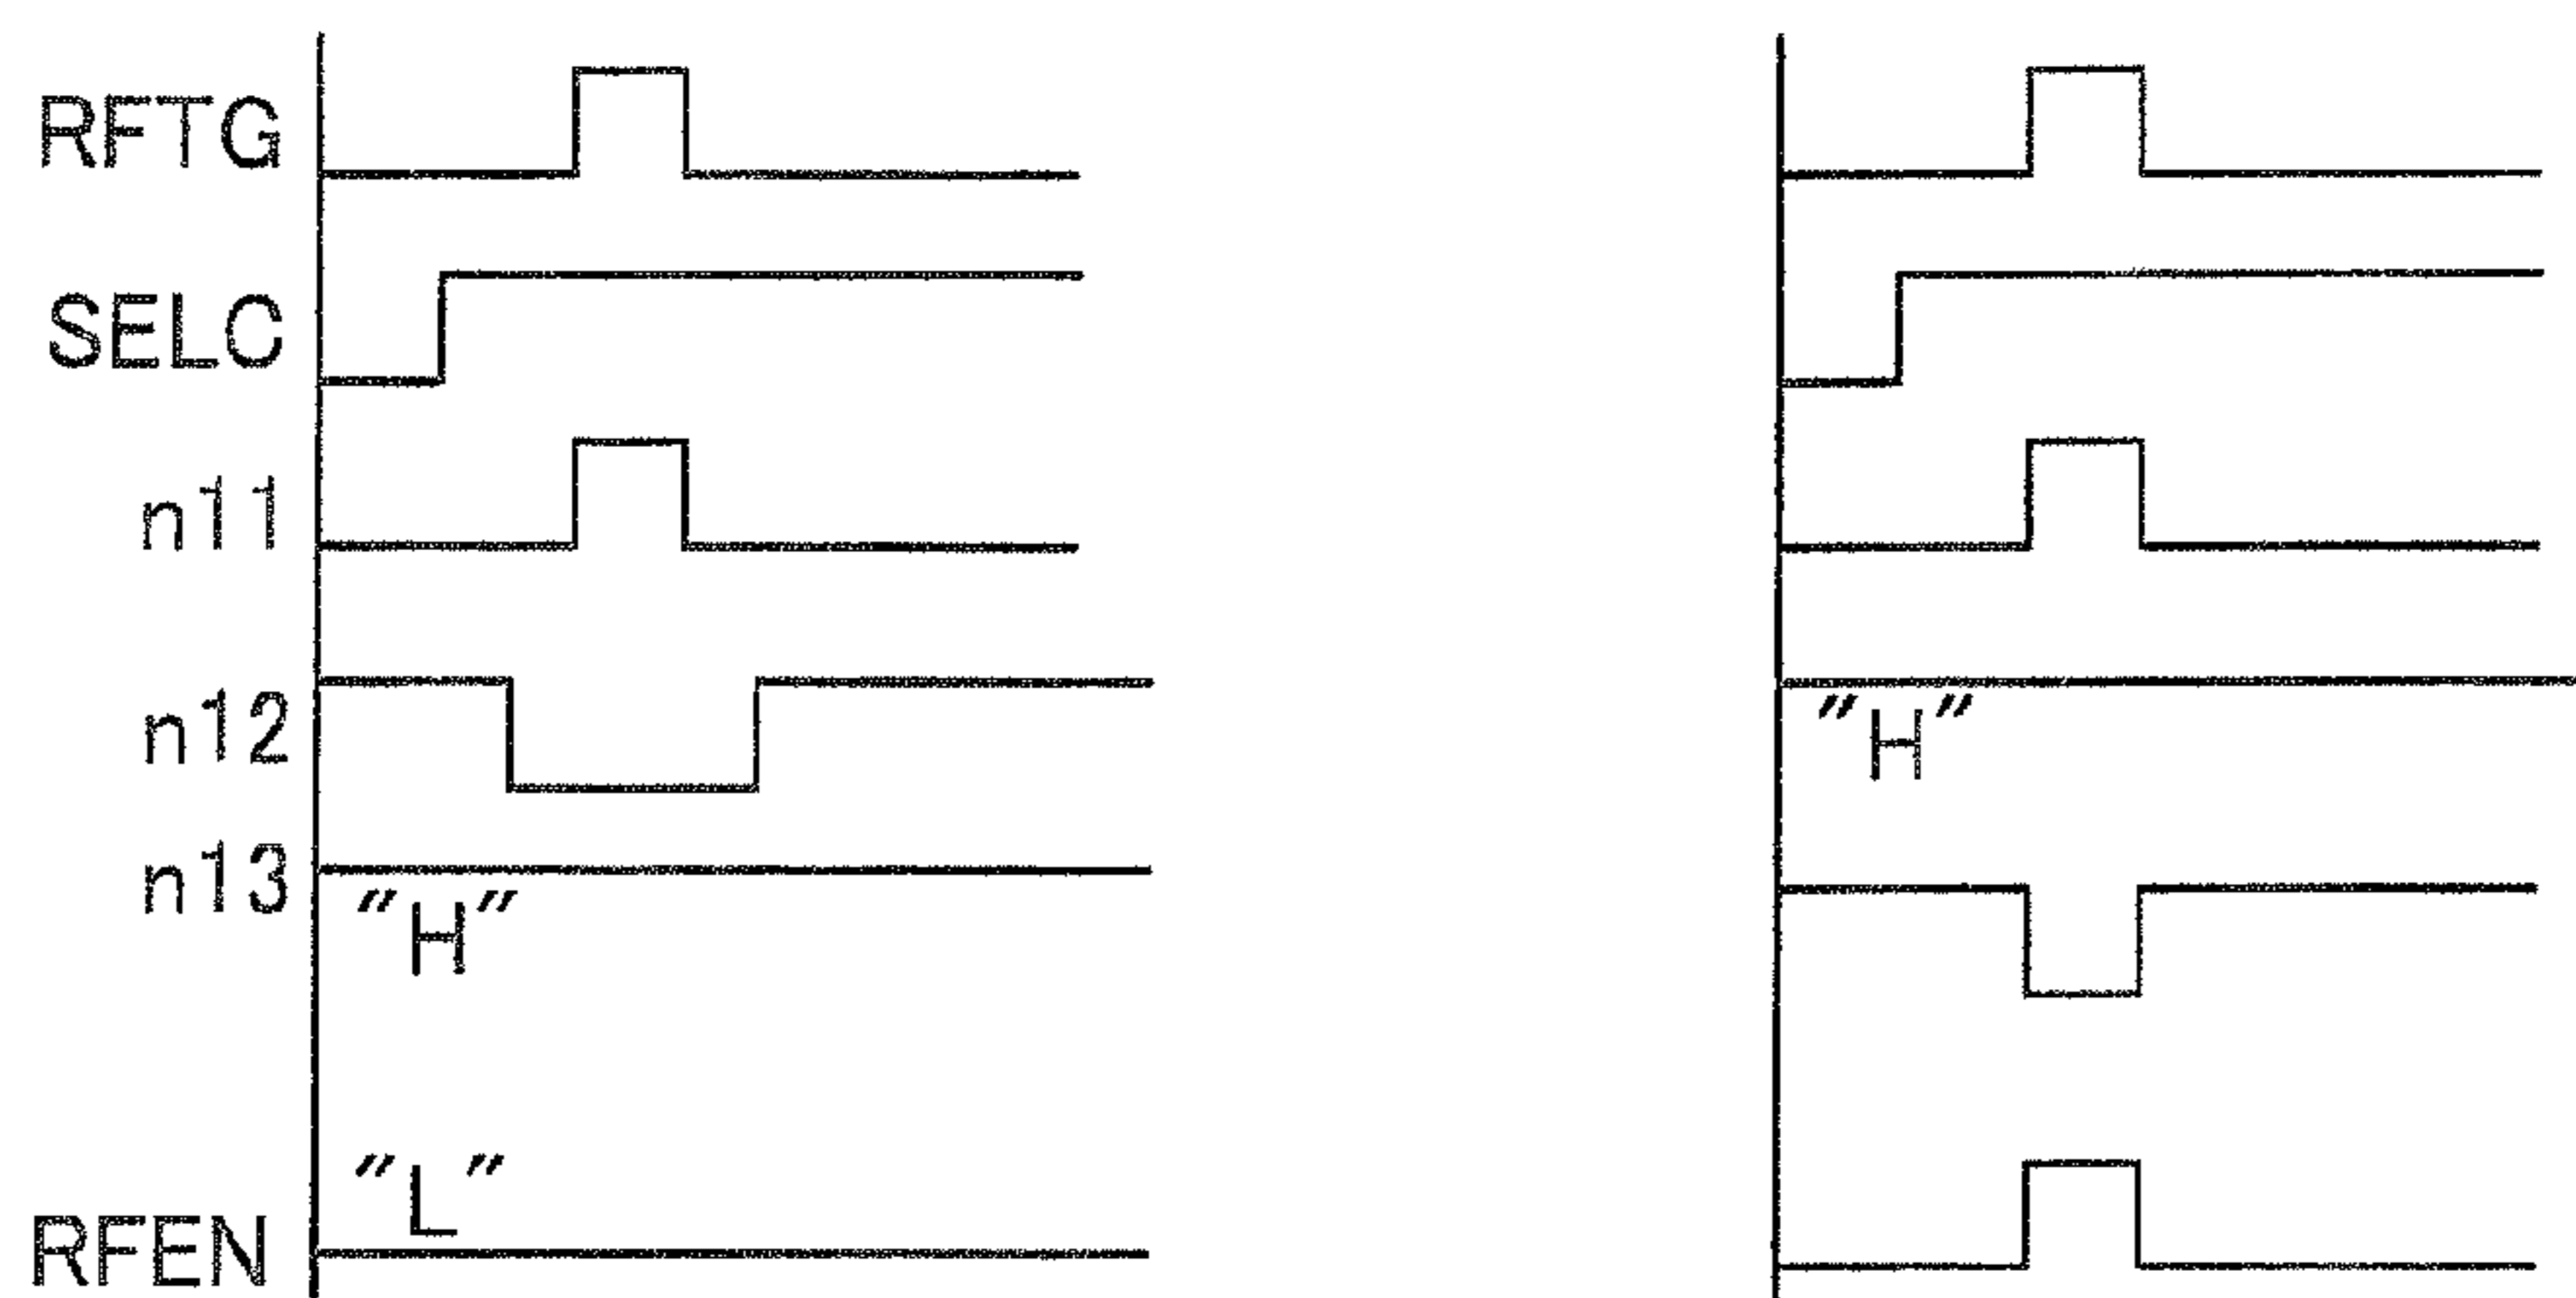 RFTG
SELC
n11
n12
"H"
n13
"H"
"L"
RFEN